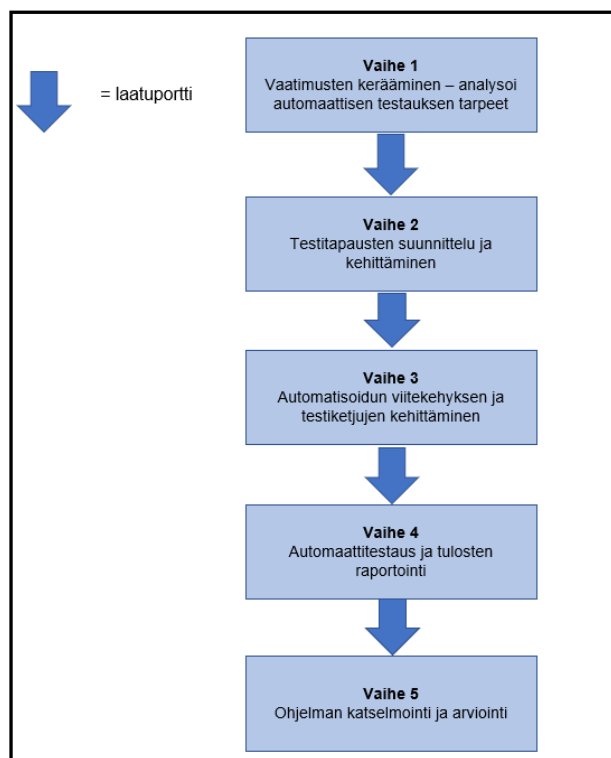 = laatuportti
Vaihe 1
Vaatimusten kerääminen – analysoi
automaattisen testauksen tarpeet
Vaihe 2
Testitapausten suunnittelu ja
kehittäminen
Vaihe 3
Automatisoidun viitekehyksen ja
testiketjujen kehittäminen
Vaihe 4
Automaattitestaus ja tulosten
raportointi
Vaihe 5
Ohjelman katselmointi ja arviointi